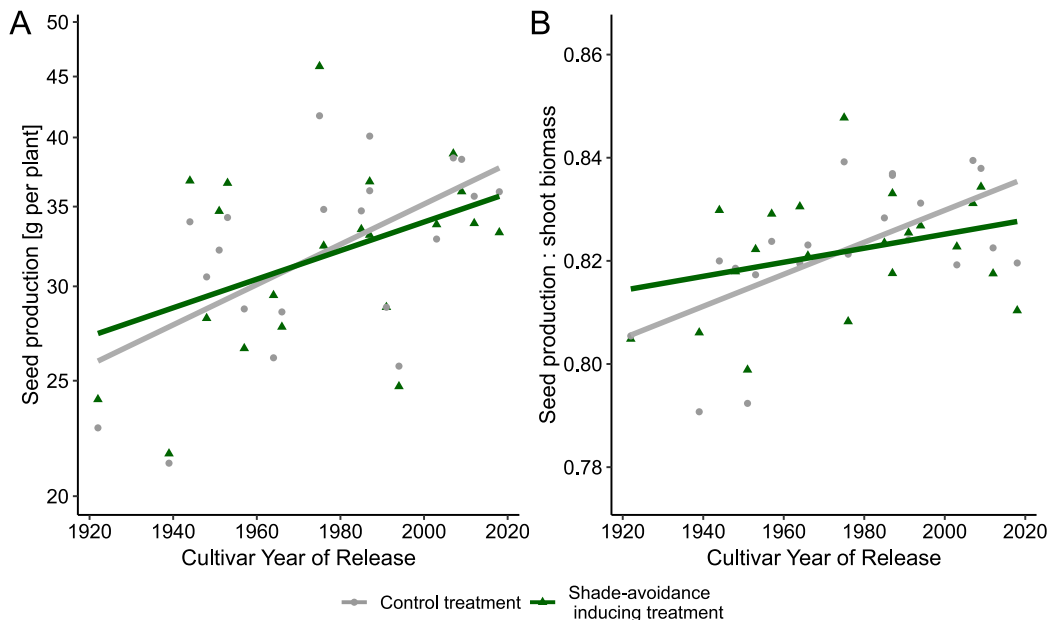 A
Seed production [g per plant]
50
45
40
35
30
25
20
1920
1940
1960
1980
2000
2020
Cultivar Year of Release
B
Seed production : shoot biomass
0.86
0.84
0.82
0.80
0.78
1920
1940
1960
1980
2000
2020
Cultivar Year of Release
Control treatment
Shade-avoidance
inducing treatment